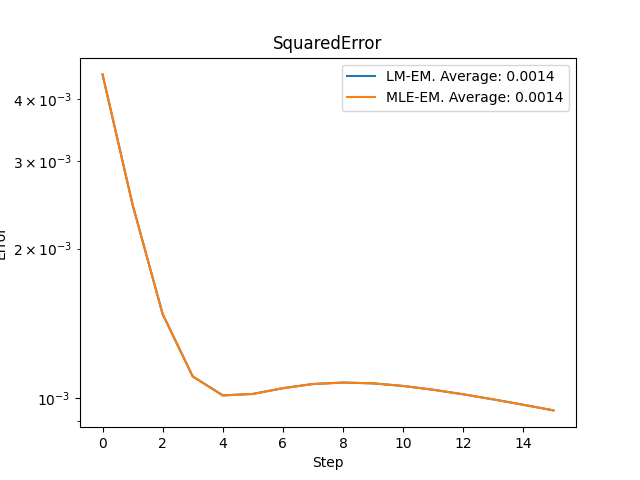 SquaredError
LM-EM. Average: 0.0014
MLE-EM. Average: 0.0014
4 × 10⁻³
3 × 10⁻³
2 × 10⁻³
10⁻³
Error
0 2 4 6 8 10 12 14
Step